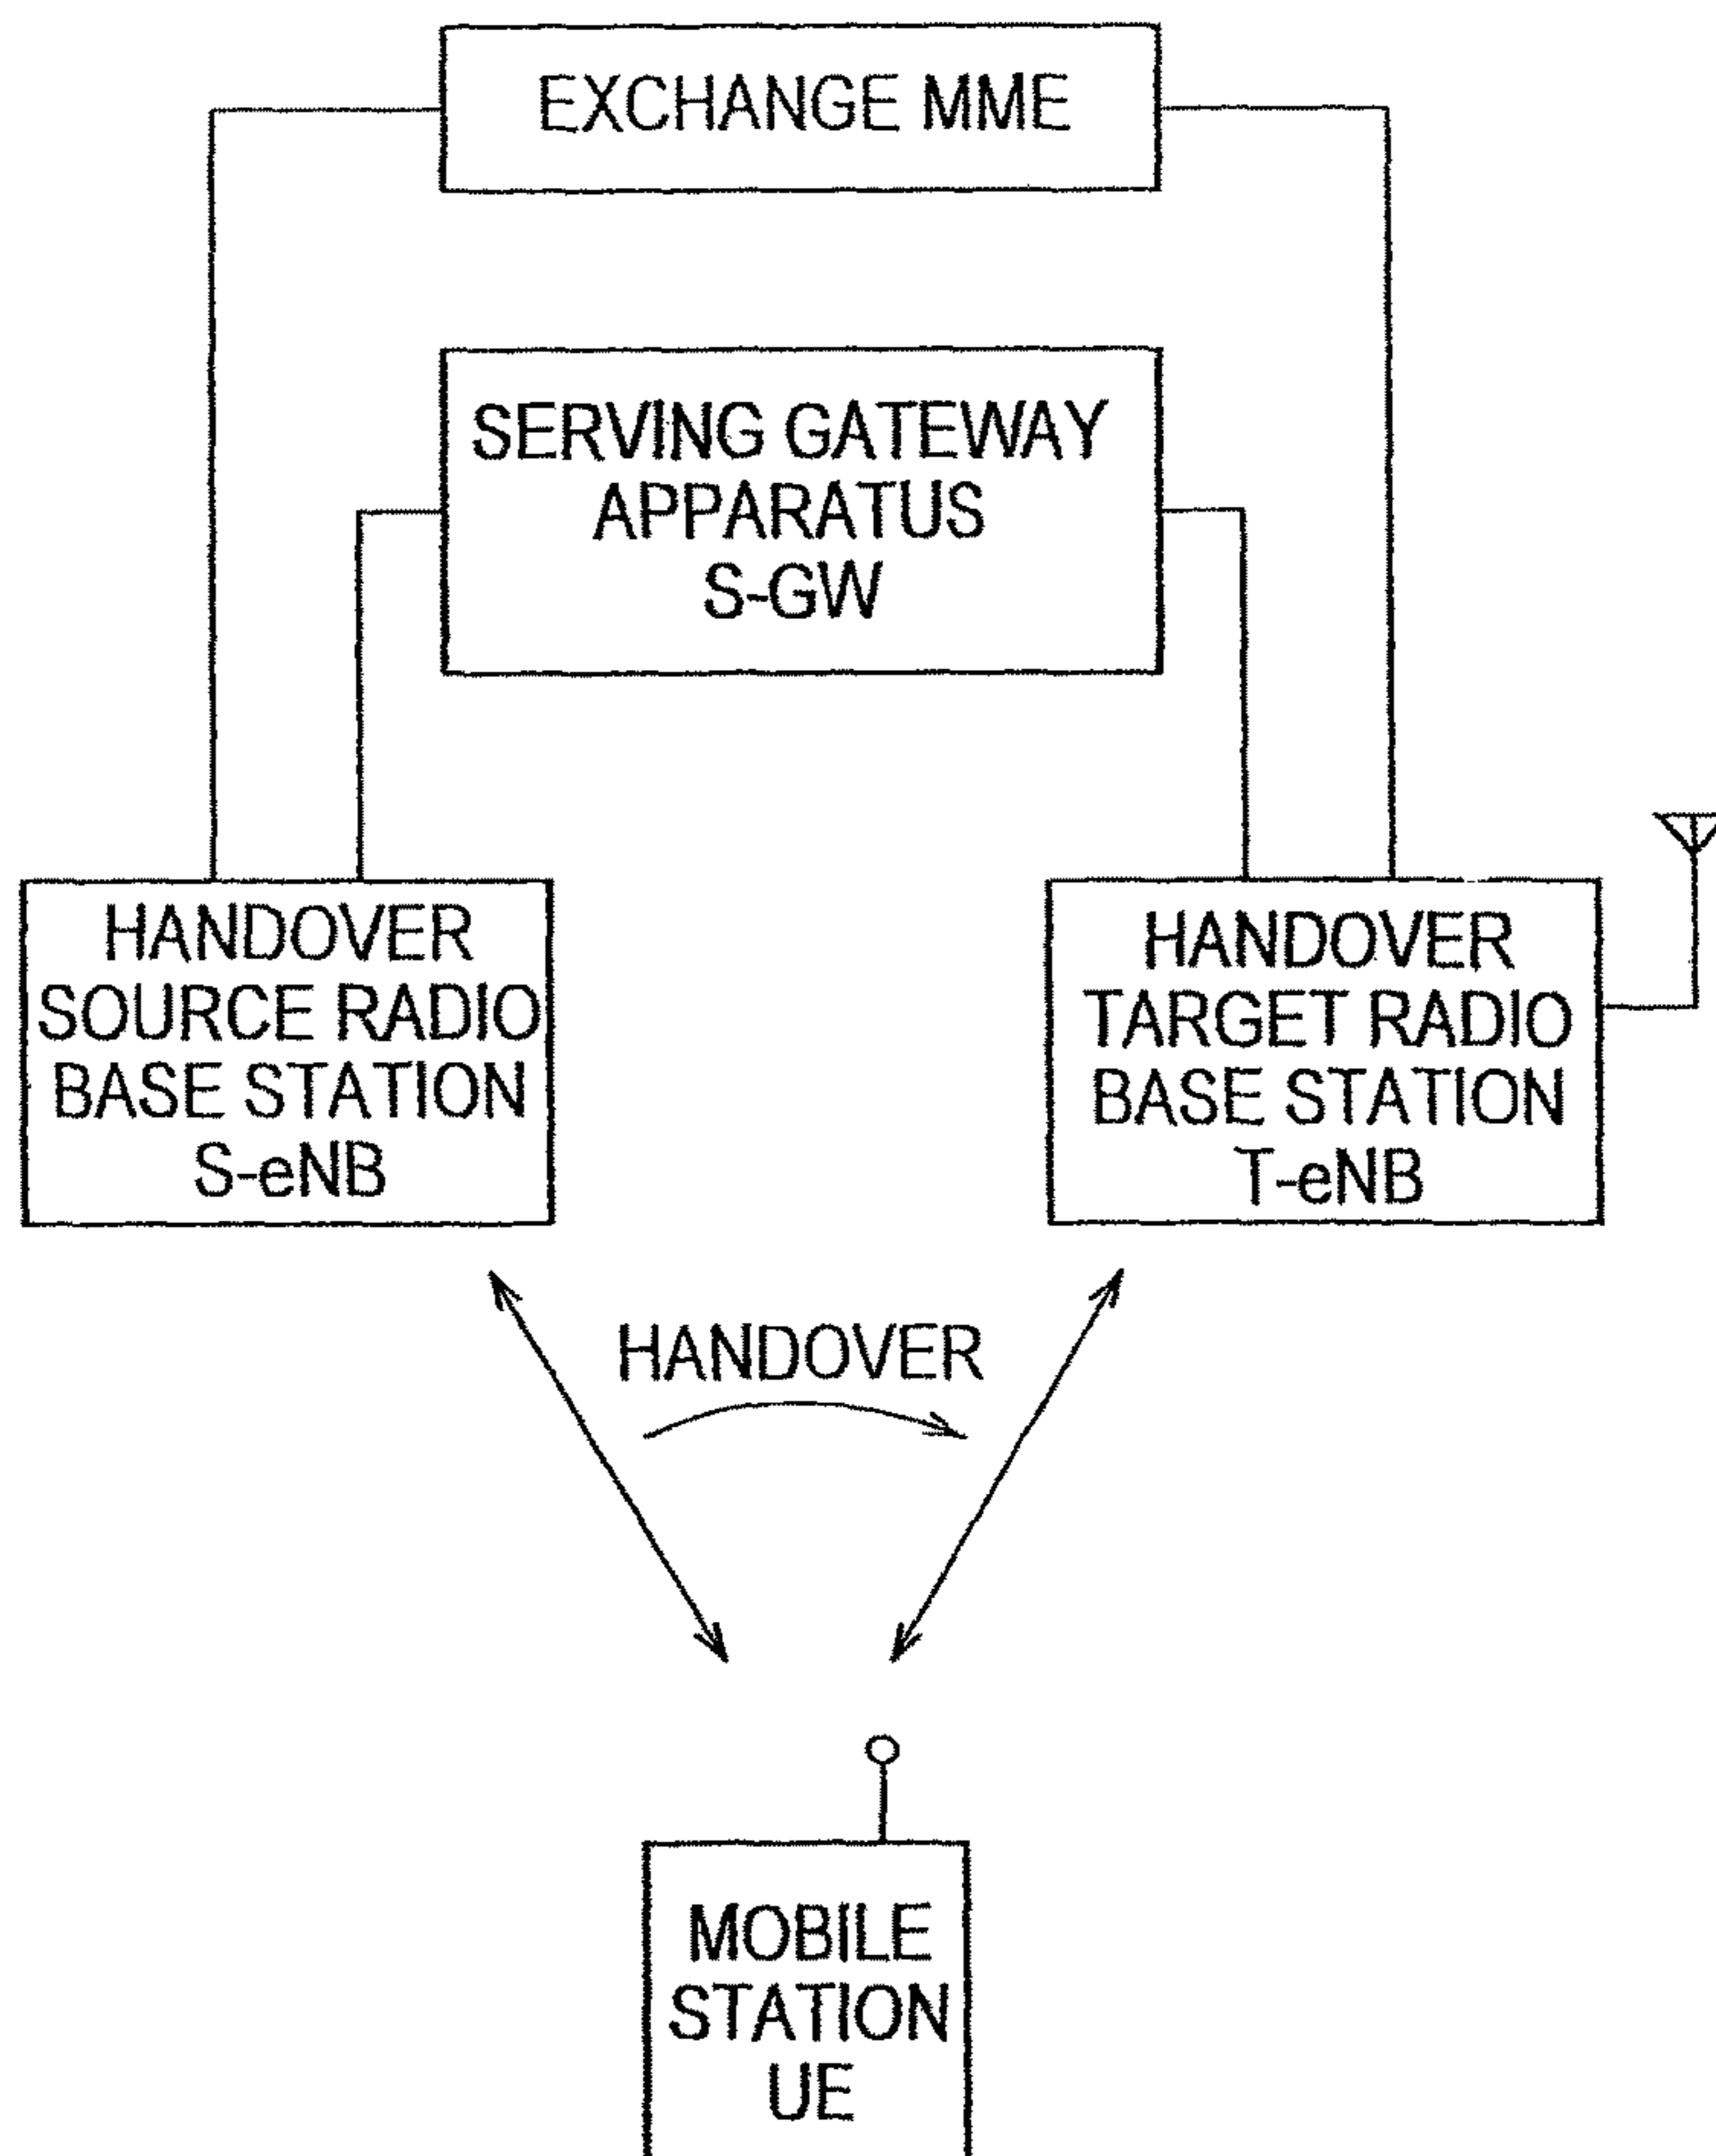 EXCHANGE MME
SERVING GATEWAY
APPARATUS
S-GW
HANDOVER
SOURCE RADIO
BASE STATION
S-eNB
HANDOVER
TARGET RADIO
BASE STATION
T-eNB
HANDOVER
MOBILE
STATION
UE